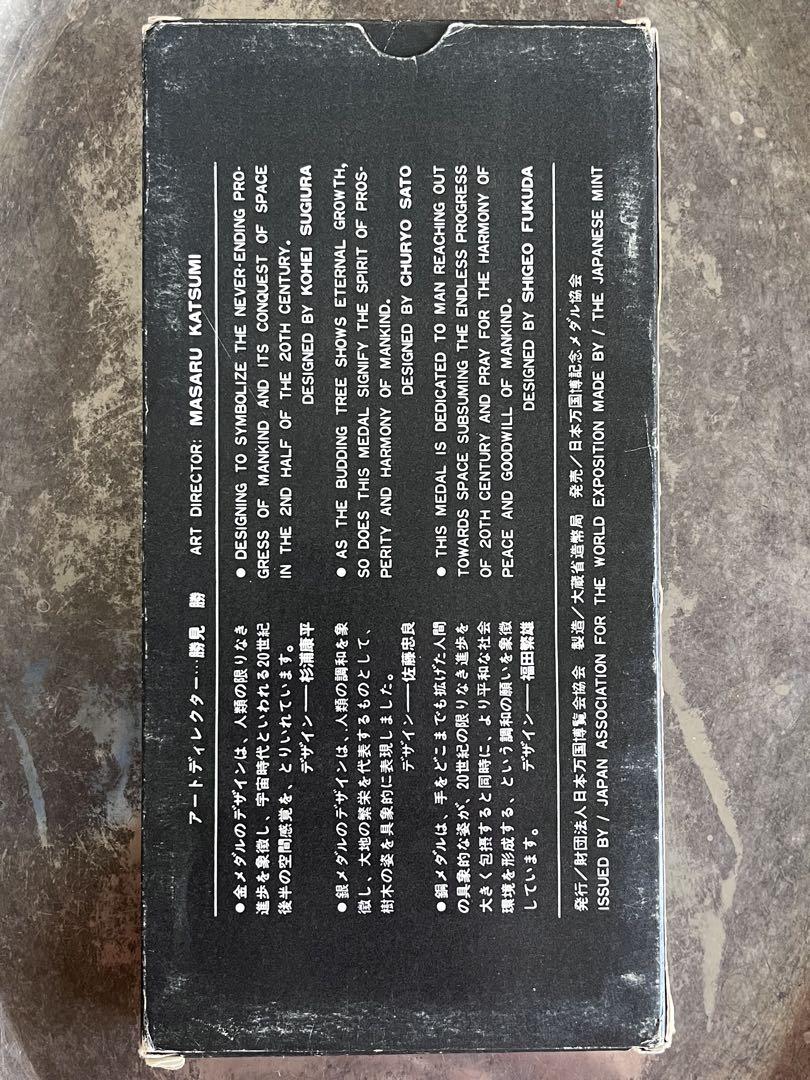 アートディレクター…勝見 勝
ART DIRECTOR: MASARU KATSUMI
●金メダルのデザインは、人類の限りなき
進歩を象徴し、宇宙時代といわれる20世紀
後半の空間感覚を、とりいれています。
デザイン──杉浦康平
● DESIGNING TO SYMBOLIZE THE NEVER-ENDING PRO-
GRESS OF MANKIND AND ITS CONQUEST OF SPACE
IN THE 2ND HALF OF THE 20TH CENTURY.
DESIGNED BY KOHEI SUGIURA
●銀メダルのデザインは、人類の調和を象
徴し、大地の繁栄を代表するものとして、
樹木の姿を具象的に表現しました。
デザイン──佐藤忠良
● AS THE BUDDING TREE SHOWS ETERNAL GROWTH,
SO DOES THIS MEDAL SIGNIFY THE SPIRIT OF PROS-
PERITY AND HARMONY OF MANKIND.
DESIGNED BY CHURYO SATO
●銅メダルは、手をどこまでも拡げた人間
の具象的な姿が、20世紀の限りなき進歩を
大きく包摂すると同時に、より平和な社会
環境を形成する、という調和の願いを象徴
しています。
デザイン──福田繁雄
● THIS MEDAL IS DEDICATED TO MAN REACHING OUT
TOWARDS SPACE SUBSUMING THE ENDLESS PROGRESS
OF 20TH CENTURY AND PRAY FOR THE HARMONY OF
PEACE AND GOODWILL OF MANKIND.
DESIGNED BY SHIGEO FUKUDA
発行／財団法人日本万国博覧会協会 製造／大蔵省造幣局 発売／日本万国博記念メダル協会
ISSUED BY / JAPAN ASSOCIATION FOR THE WORLD EXPOSITION MADE BY / THE JAPANESE MINT